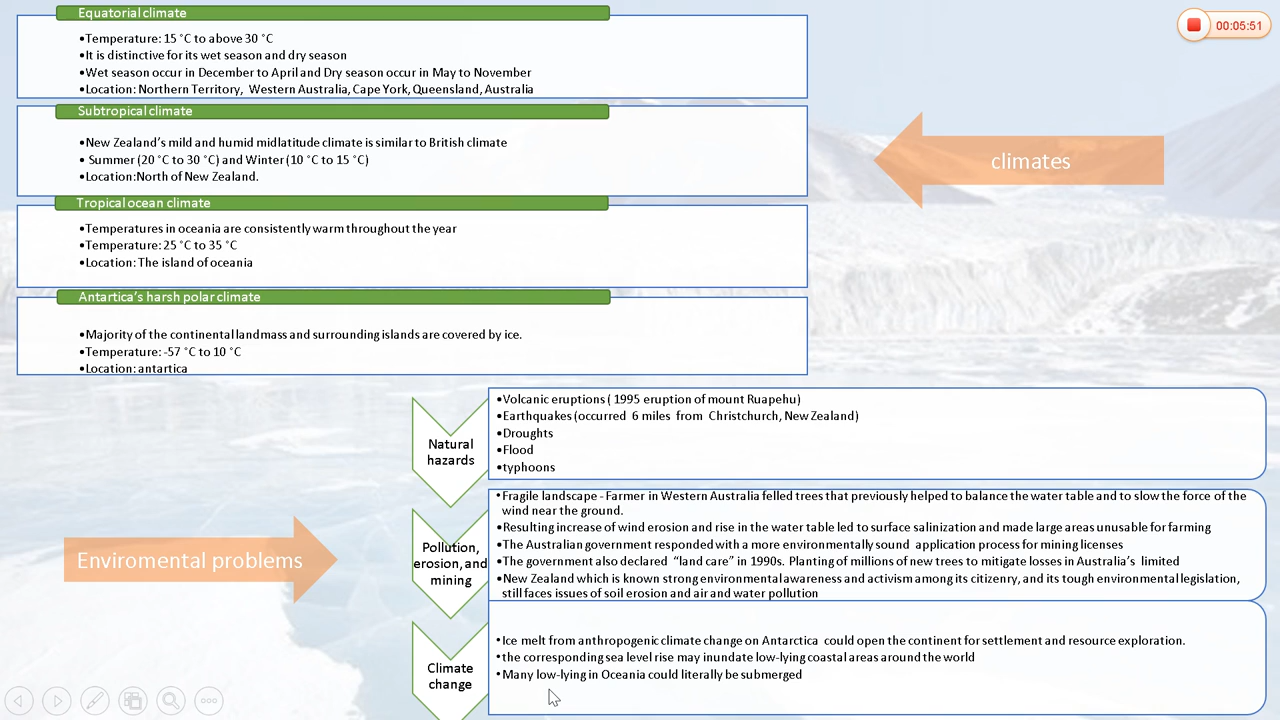 Equatorial climate
•Temperature: 15 ˚C to above 30 ˚C
•It is distinctive for its wet season and dry season
•Wet season occur in December to April and Dry season occur in May to November
•Location: Northern Territory, Western Australia, Cape York, Queensland, Australia
Subtropical climate
•New Zealand’s mild and humid midlatitude climate is similar to British climate
• Summer (20 ˚C to 30 ˚C) and Winter (10 ˚C to 15 ˚C)
•Location:North of New Zealand.
Tropical ocean climate
•Temperatures in oceania are consistently warm throughout the year
•Temperature: 25 ˚C to 35 ˚C
•Location: The island of oceania
Antartica’s harsh polar climate
•Majority of the continental landmass and surrounding islands are covered by ice.
•Temperature: -57 ˚C to 10 ˚C
•Location: antartica
climates
00:05:51
Enviromental problems
Natural
hazards
•Volcanic eruptions ( 1995 eruption of mount Ruapehu)
•Earthquakes (occurred 6 miles from Christchurch, New Zealand)
•Droughts
•Flood
•typhoons
Pollution,
erosion, and
mining
•Fragile landscape - Farmer in Western Australia felled trees that previously helped to balance the water table and to slow the force of the
wind near the ground.
•Resulting increase of wind erosion and rise in the water table led to surface salinization and made large areas unusable for farming
•The Australian government responded with a more environmentally sound application process for mining licenses
•The government also declared “land care” in 1990s. Planting of millions of new trees to mitigate losses in Australia’s limited
•New Zealand which is known strong environmental awareness and activism among its citizenry, and its tough environmental legislation,
still faces issues of soil erosion and air and water pollution
Climate
change
•Ice melt from anthropogenic climate change on Antarctica could open the continent for settlement and resource exploration.
•the corresponding sea level rise may inundate low-lying coastal areas around the world
•Many low-lying in Oceania could literally be submerged